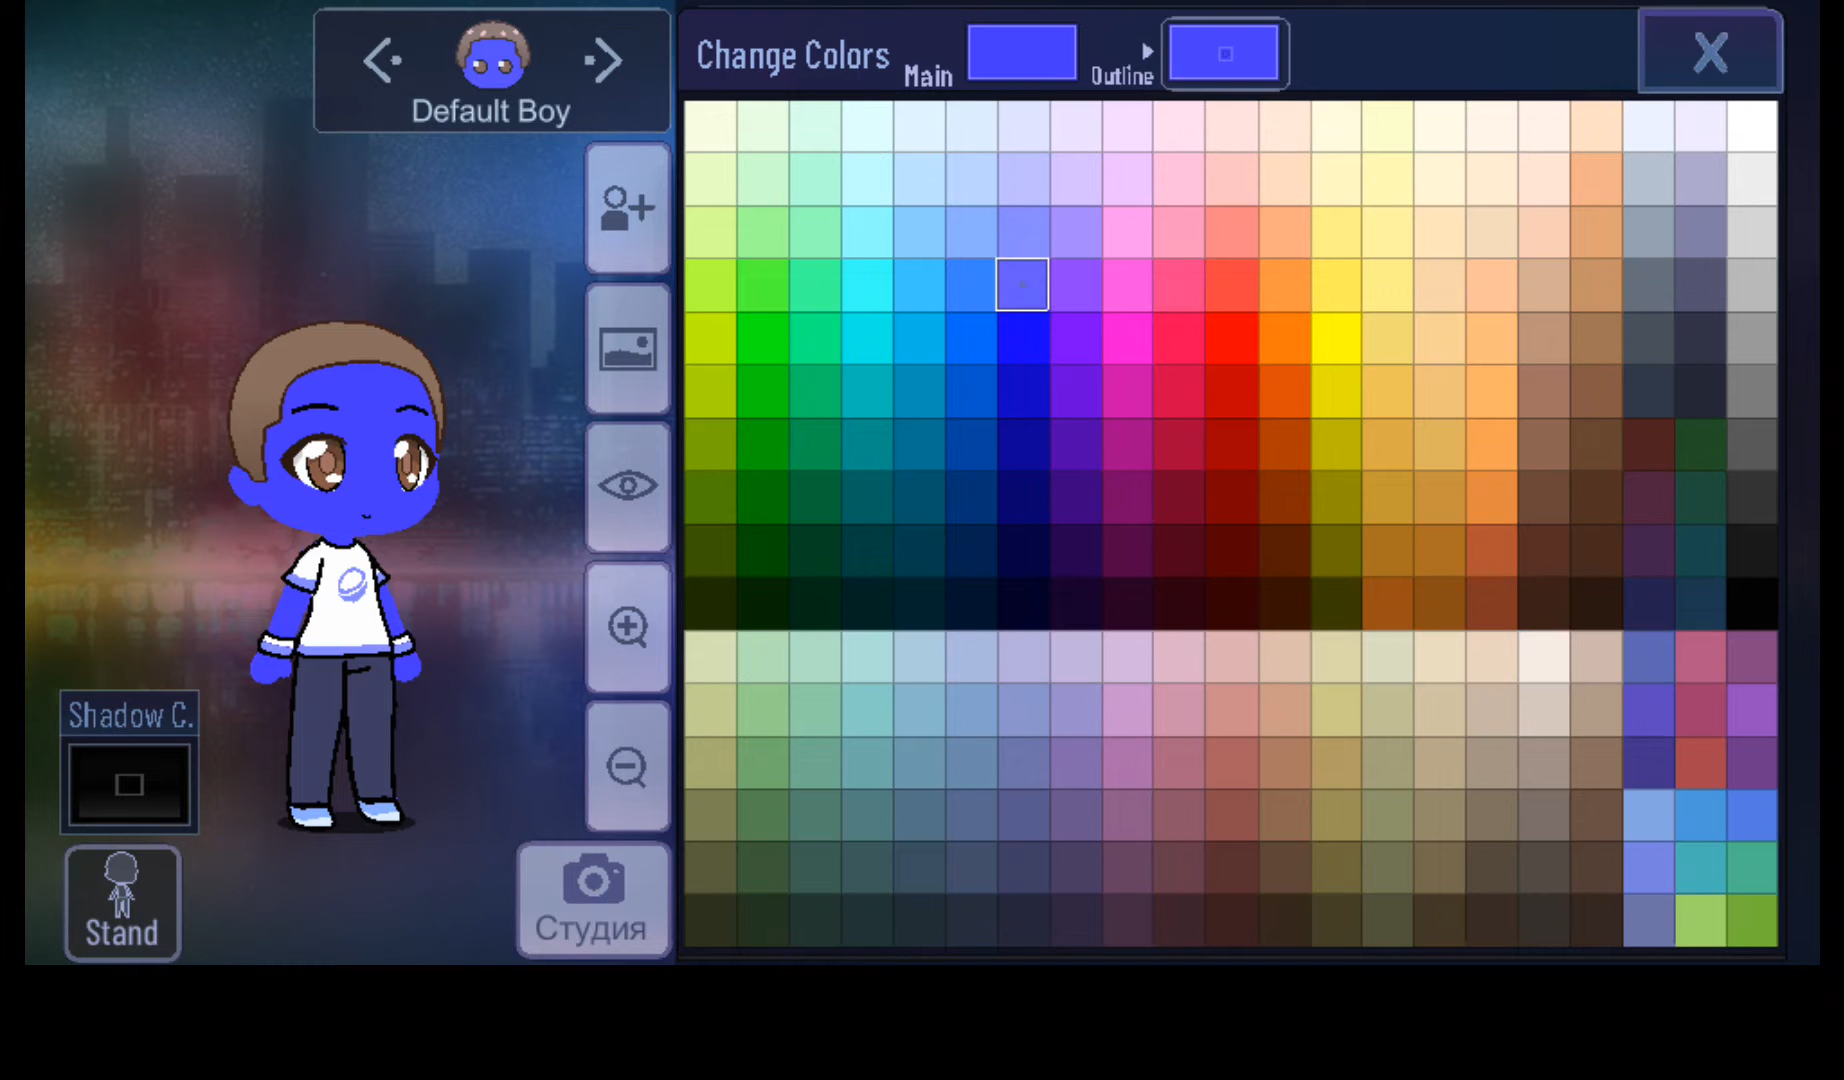 Default Boy
Change Colors
Main
Outline
X
Shadow C.
Stand
Студия